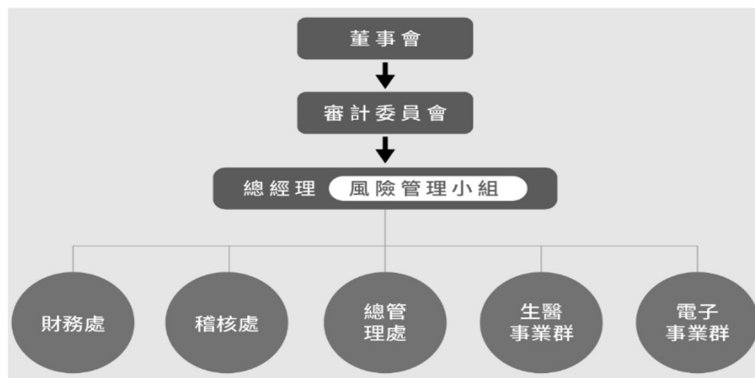 董事會
審計委員會
總經理 風險管理小組
財務處
稽核處
總管
理處
生醫
事業群
電子
事業群